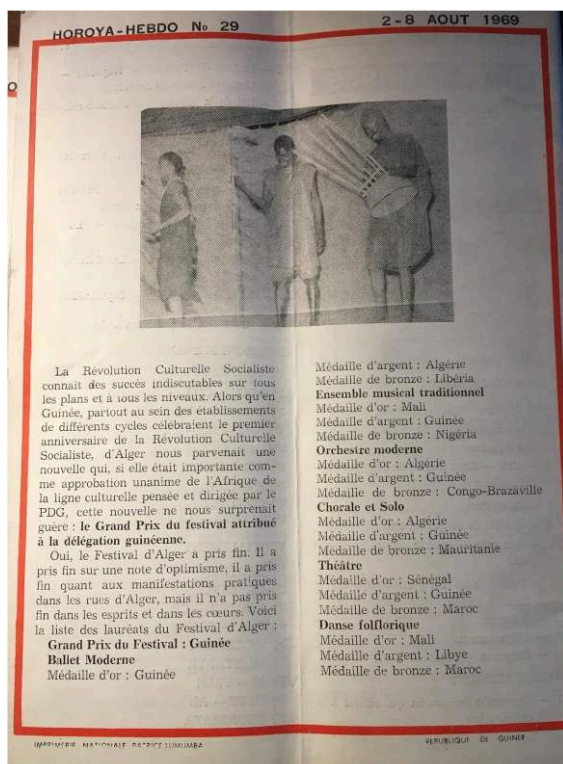 HOROYA-HEBDO No 29
2-8 AOUT 1969
La Révolution Culturelle Socialiste
connaît des succès indiscutables sur tous
les plans et à tous les niveaux. Alors qu'en
Guinée, partout au sein des établissements
de différents cycles célébraient le premier
anniversaire de la Révolution Culturelle
Socialiste, d'Alger nous parvenait une
nouvelle qui, si elle était importante com-
me approbation unanime de l'Afrique de
la ligne culturelle pensée et dirigée par le
PDG, cette nouvelle ne nous surprenait
guère : le Grand Prix du festival attribué
à la délégation guinéenne.
Oui, le Festival d'Alger a pris fin. Il a
pris fin sur une note d'optimisme, il a pris
fin quant aux manifestations pratiques
dans les rues d'Alger, mais il n'a pas pris
fin dans les esprits et dans les cœurs. Voici
la liste des lauréats du Festival d'Alger :
Grand Prix du Festival : Guinée
Ballet Moderne
Médaille d'or : Guinée
Médaille d'argent : Algérie
Médaille de bronze : Libéria
Ensemble musical traditionnel
Médaille d'or : Mali
Médaille d'argent : Guinée
Médaille de bronze : Nigéria
Orchestre moderne
Médaille d'or : Algérie
Médaille d'argent : Guinée
Médaille de bronze : Congo-Brazaville
Chorale et Solo
Médaille d'or : Algérie
Médaille d'argent : Guinée
Médaille de bronze : Mauritanie
Théâtre
Médaille d'or : Sénégal
Médaille d'argent : Guinée
Médaille de bronze : Maroc
Danse folflorique
Médaille d'or : Mali
Médaille d'argent : Libye
Médaille de bronze : Maroc
IMPRIMERIE NATIONALE PATRICE LUMUMBA
REPUBLIQUE DE GUINEE